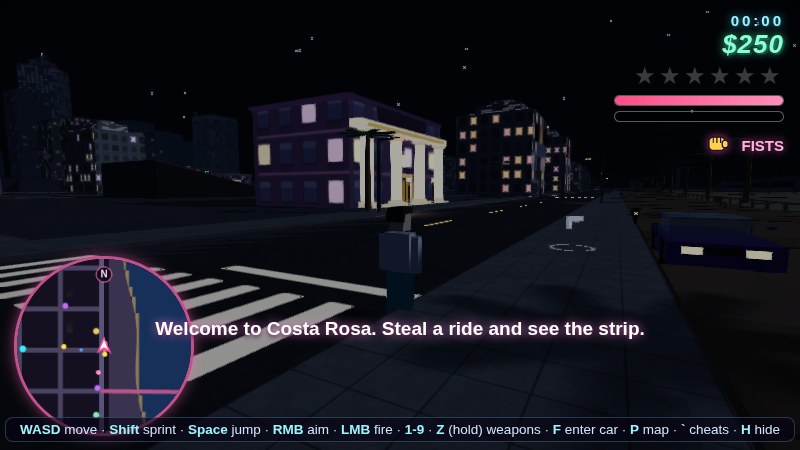 00:00
$250
FISTS
N
Welcome to Costa Rosa. Steal a ride and see the strip.
WASD move · Shift sprint · Space jump · RMB aim · LMB fire · 1-9 · Z (hold) weapons · F enter car · P map · ` cheats · H hide